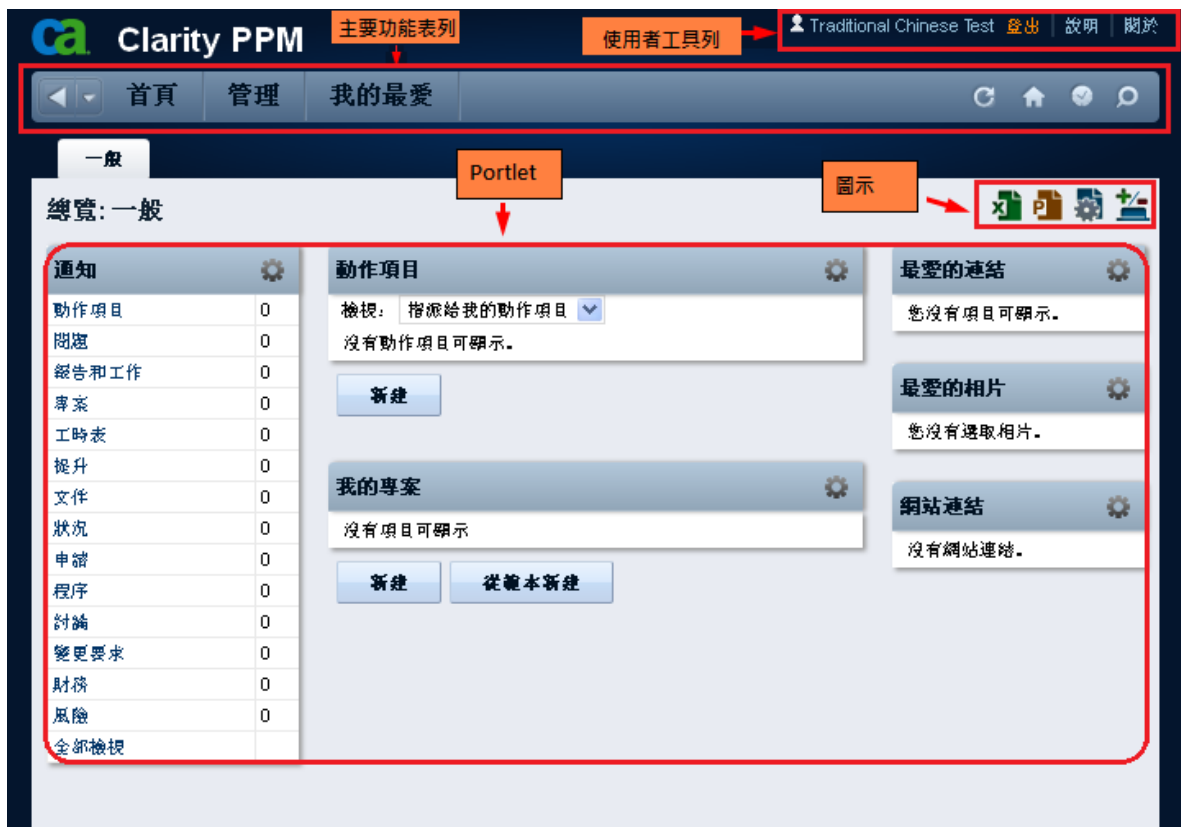 ca Clarity PPM
主要功能表列
使用者工具列
Traditional Chinese Test 登出 | 說明 | 關於
首頁 管理 我的最愛
一般
Portlet
圖示
總覽: 一般
通知
動作項目 0
問題 0
報告和工作 0
專案 0
工時表 0
提升 0
文件 0
狀況 0
申請 0
程序 0
討論 0
變更要求 0
財務 0
風險 0
全部檢視
動作項目
檢視: 指派給我的動作項目
沒有動作項目可顯示。
新建
我的專案
沒有項目可顯示
新建 從範本新建
最愛的連結
您沒有項目可顯示。
最愛的相片
您沒有選取相片。
網站連結
沒有網站連結。